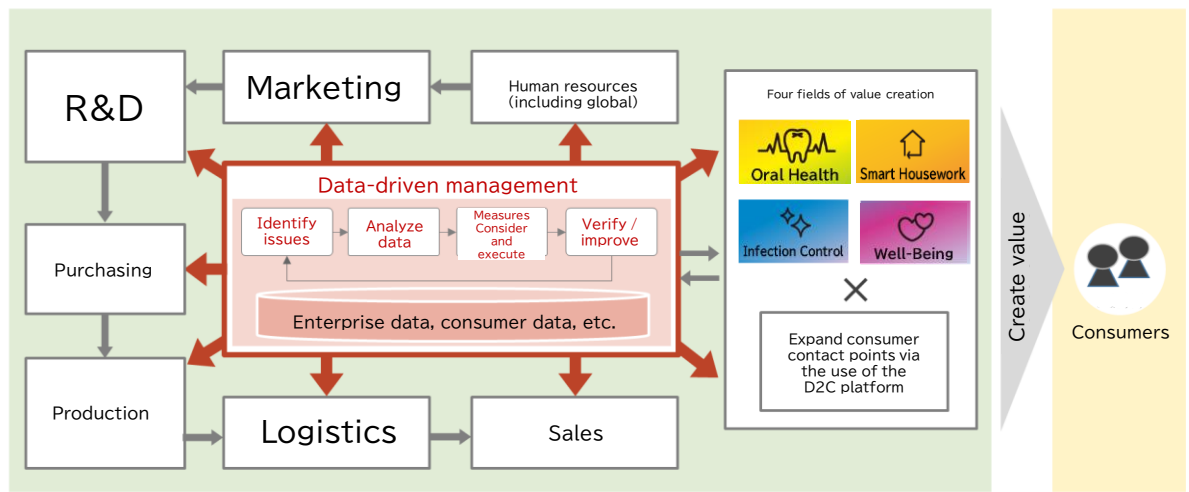 R&D
Marketing
Human resources
(including global)
Purchasing
Production
Logistics
Sales
Data-driven management
Identify
issues
Analyze
data
Measures
Consider
and
execute
Verify /
improve
Enterprise data, consumer data, etc.
Four fields of value creation
Oral Health
Smart Housework
Infection Control
Well-Being
Expand consumer
contact points via
the use of the
D2C platform
Create value
Consumers